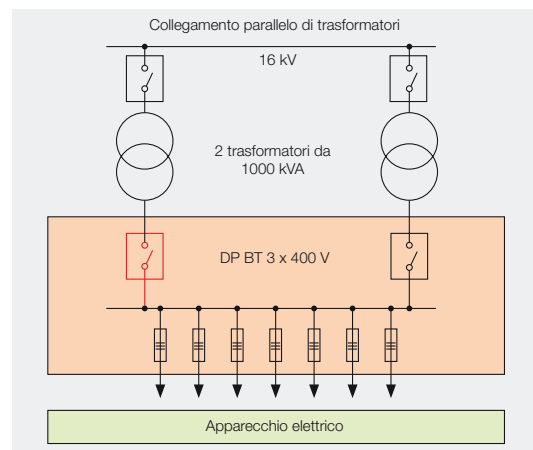 Collegamento parallelo di trasformatori
16 kV
2 trasformatori da
1000 kVA
DP BT 3 x 400 V
Apparecchio elettrico